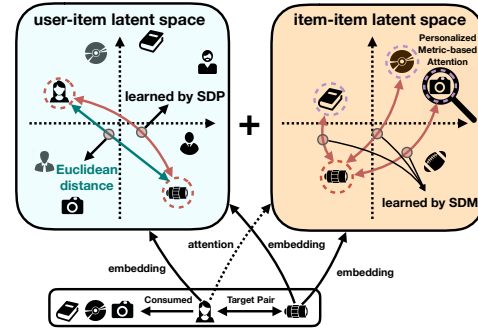 user-item latent space
item-item latent space
Personalized
Metric-based
Attention
learned by SDP
+
Euclidean
distance
learned by SDM
attention
embedding
embedding
embedding
Consumed
Target Pair